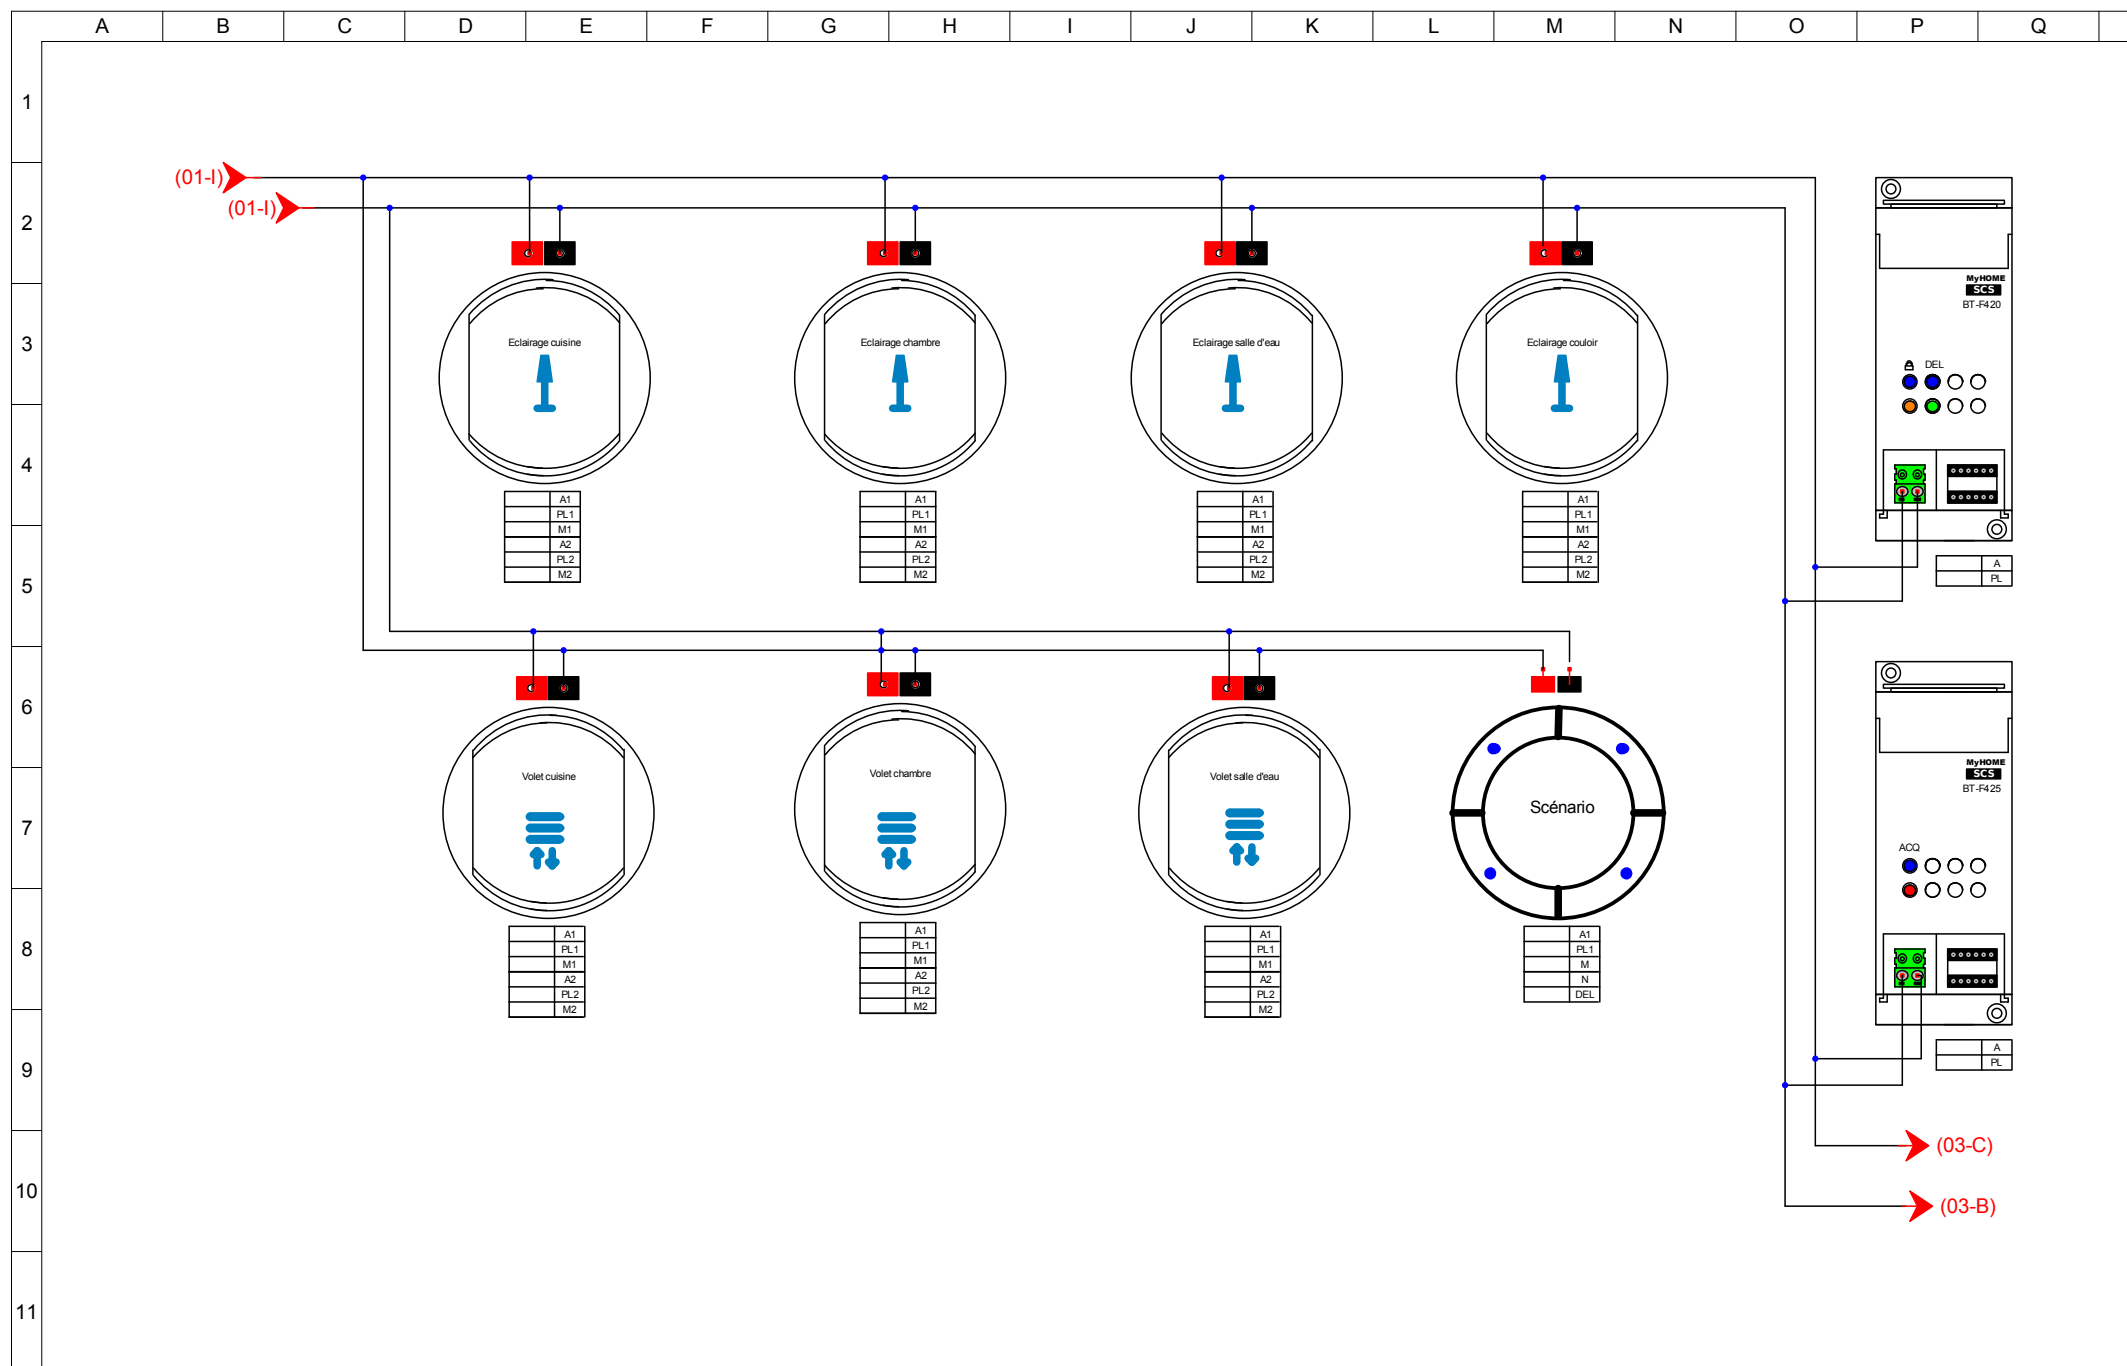 A B C D E F G H I J K L M N O P Q
1
(01-I)
(01-I)
2
MyHOME
SCS
BT-F420
3
Eclairage cuisine Eclairage chambre Eclairage salle d'eau Eclairage couloir
DEL
4
A1 A1 A1 A1
PL1 PL1 PL1 PL1
M1 M1 M1 M1
A2 A2 A2 A2
PL2 PL2 PL2 PL2
M2 M2 M2 M2
A
PL
5
6
MyHOME
SCS
BT-F425
Volet cuisine Volet chambre Volet salle d'eau
Scénario
7
ACQ
A1 A1 A1 A1
PL1 PL1 PL1 PL1
M1 M1 M1 M
A2 A2 A2 N
PL2 PL2 PL2 DEL
M2 M2 M2
8
A
PL
9
(03-C)
10
(03-B)
11